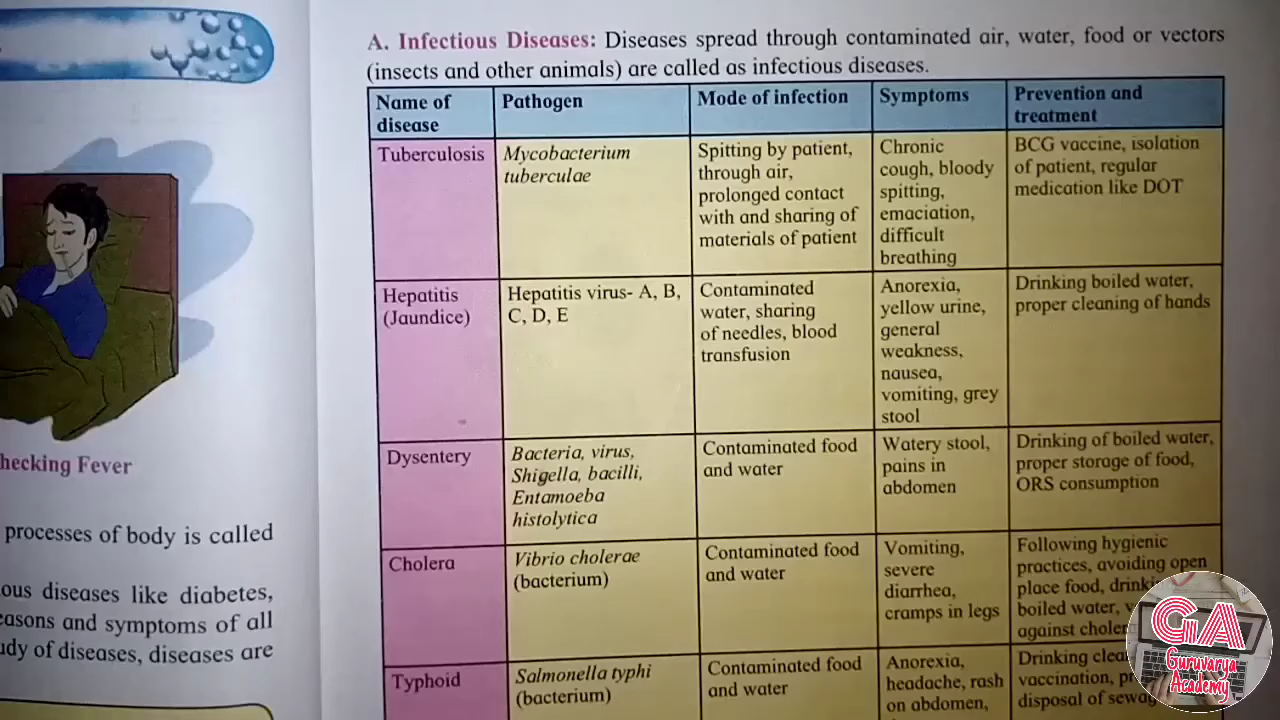 A. Infectious Diseases: Diseases spread through contaminated air, water, food or vectors
(insects and other animals) are called as infectious diseases.
Name of
disease
Pathogen
Mode of infection
Symptoms
Prevention and
treatment
Tuberculosis
Mycobacterium
tuberculae
Spitting by patient,
through air,
prolonged contact
with and sharing of
materials of patient
Chronic
cough, bloody
spitting,
emaciation,
difficult
breathing
BCG vaccine, isolation
of patient, regular
medication like DOT
Hepatitis
(Jaundice)
Hepatitis virus- A, B,
C, D, E
Contaminated
water, sharing
of needles, blood
transfusion
Anorexia,
yellow urine,
general
weakness,
nausea,
vomiting, grey
stool
Drinking boiled water,
proper cleaning of hands
Dysentery
Bacteria, virus,
Shigella, bacilli,
Entamoeba
histolytica
Contaminated food
and water
Watery stool,
pains in
abdomen
Drinking of boiled water,
proper storage of food,
ORS consumption
Cholera
Vibrio cholerae
(bacterium)
Contaminated food
and water
Vomiting,
severe
diarrhea,
cramps in legs
Following hygienic
practices, avoiding open
place food,
boiled water,
against
Typhoid
Salmonella typhi
(bacterium)
Contaminated food
and water
Anorexia,
headache, rash
on abdomen,
Drinking
vaccination,
disposal of
Fever
processes of body is called
diseases like diabetes,
and symptoms of all
of diseases, diseases are
GA
Guruvarya
Academy